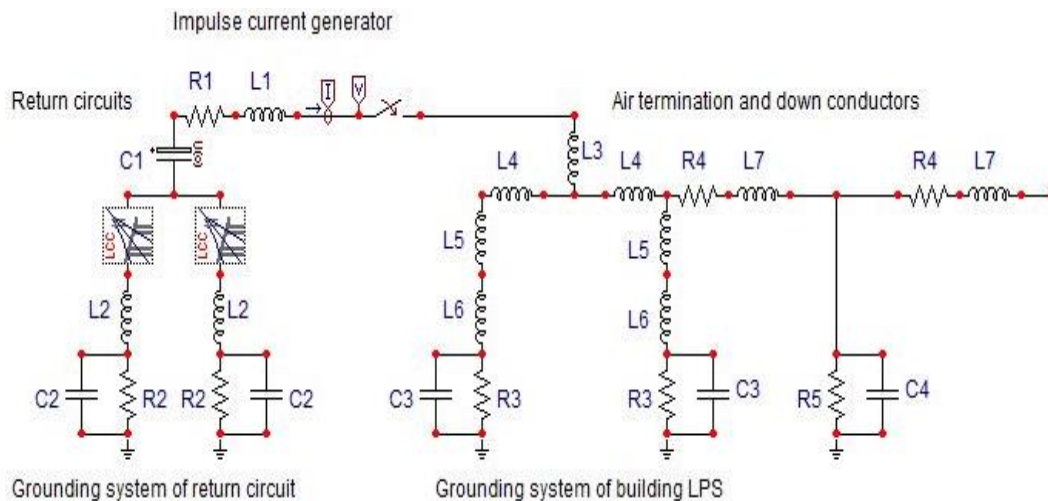 Impulse current generator
R1 L1 I V
Return circuits
Air termination and down conductors
C1 U(0)
L3
L4 L4 R4 L7 R4 L7
LCC LCC
L5 L5
L2 L2
L6 L6
C2 R2 R2 C2 C3 R3 R3 C3 R5 C4
Grounding system of return circuit
Grounding system of building LPS